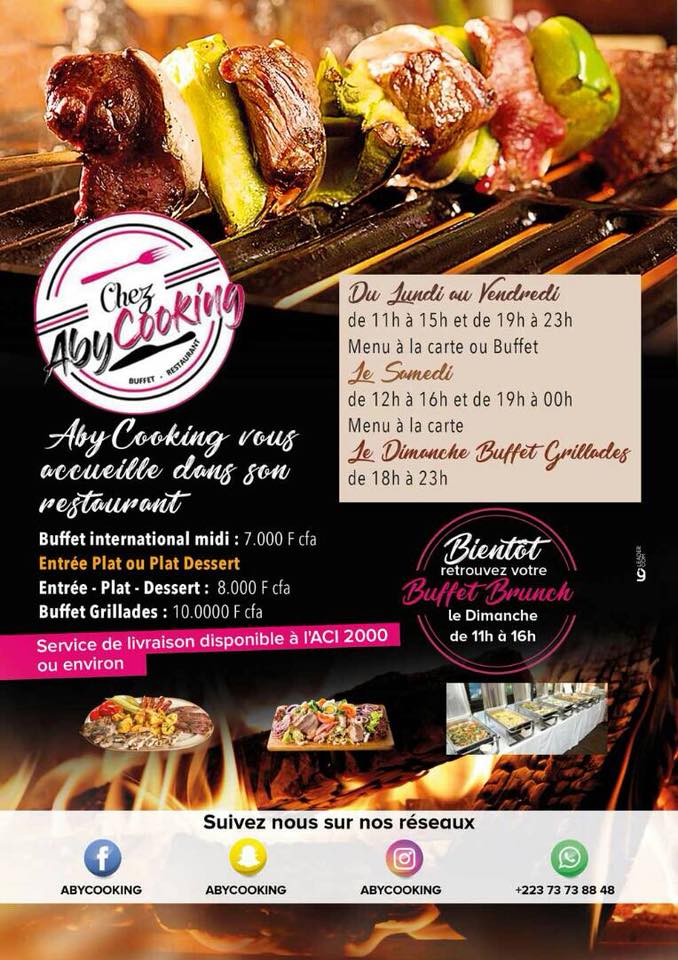 Chez
AbyCooking
BUFFET - RESTAURANT
Du Lundi au Vendredi
de 11h à 15h et de 19h à 23h
Menu à la carte ou Buffet
Le Samedi
de 12h à 16h et de 19h à 00h
Menu à la carte
Le Dimanche Buffet Grillades
de 18h à 23h
Aby Cooking vous
accueille dans son
restaurant
Buffet international midi : 7.000 F cfa
Entrée Plat ou Plat Dessert
Entrée - Plat - Dessert : 8.000 F cfa
Buffet Grillades : 10.0000 F cfa
Service de livraison disponible à l'ACI 2000
ou environ
Bientôt
retrouvez votre
Buffet Brunch
le Dimanche
de 11h à 16h
LEADER
COM
Suivez nous sur nos réseaux
ABYCOOKING
ABYCOOKING
ABYCOOKING
+223 73 73 88 48